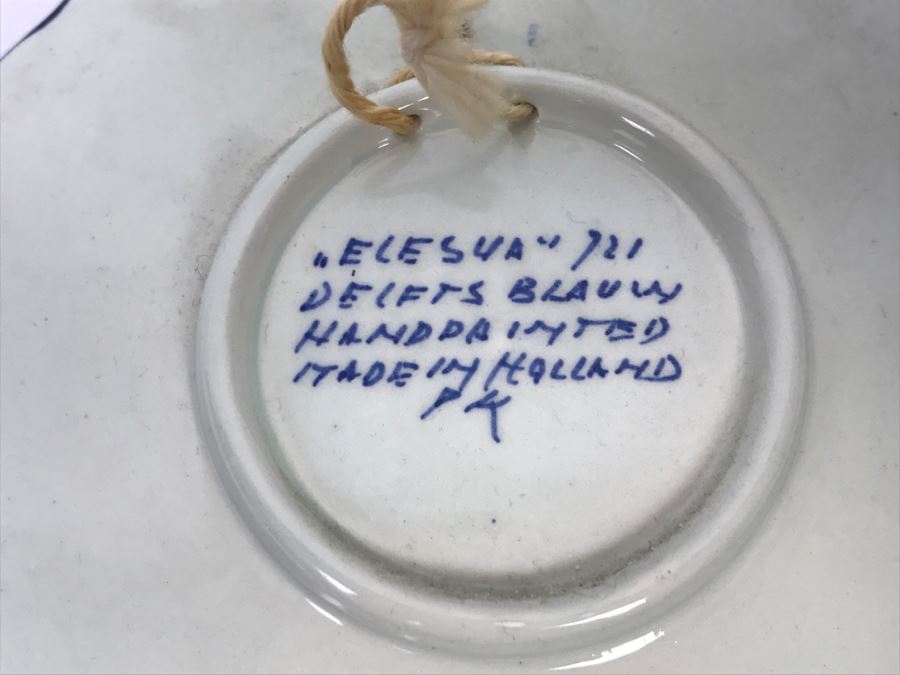 „ELESVA" 721
DELFTS BLAUW
HANDPAINTED
MADE IN HOLLAND
PK